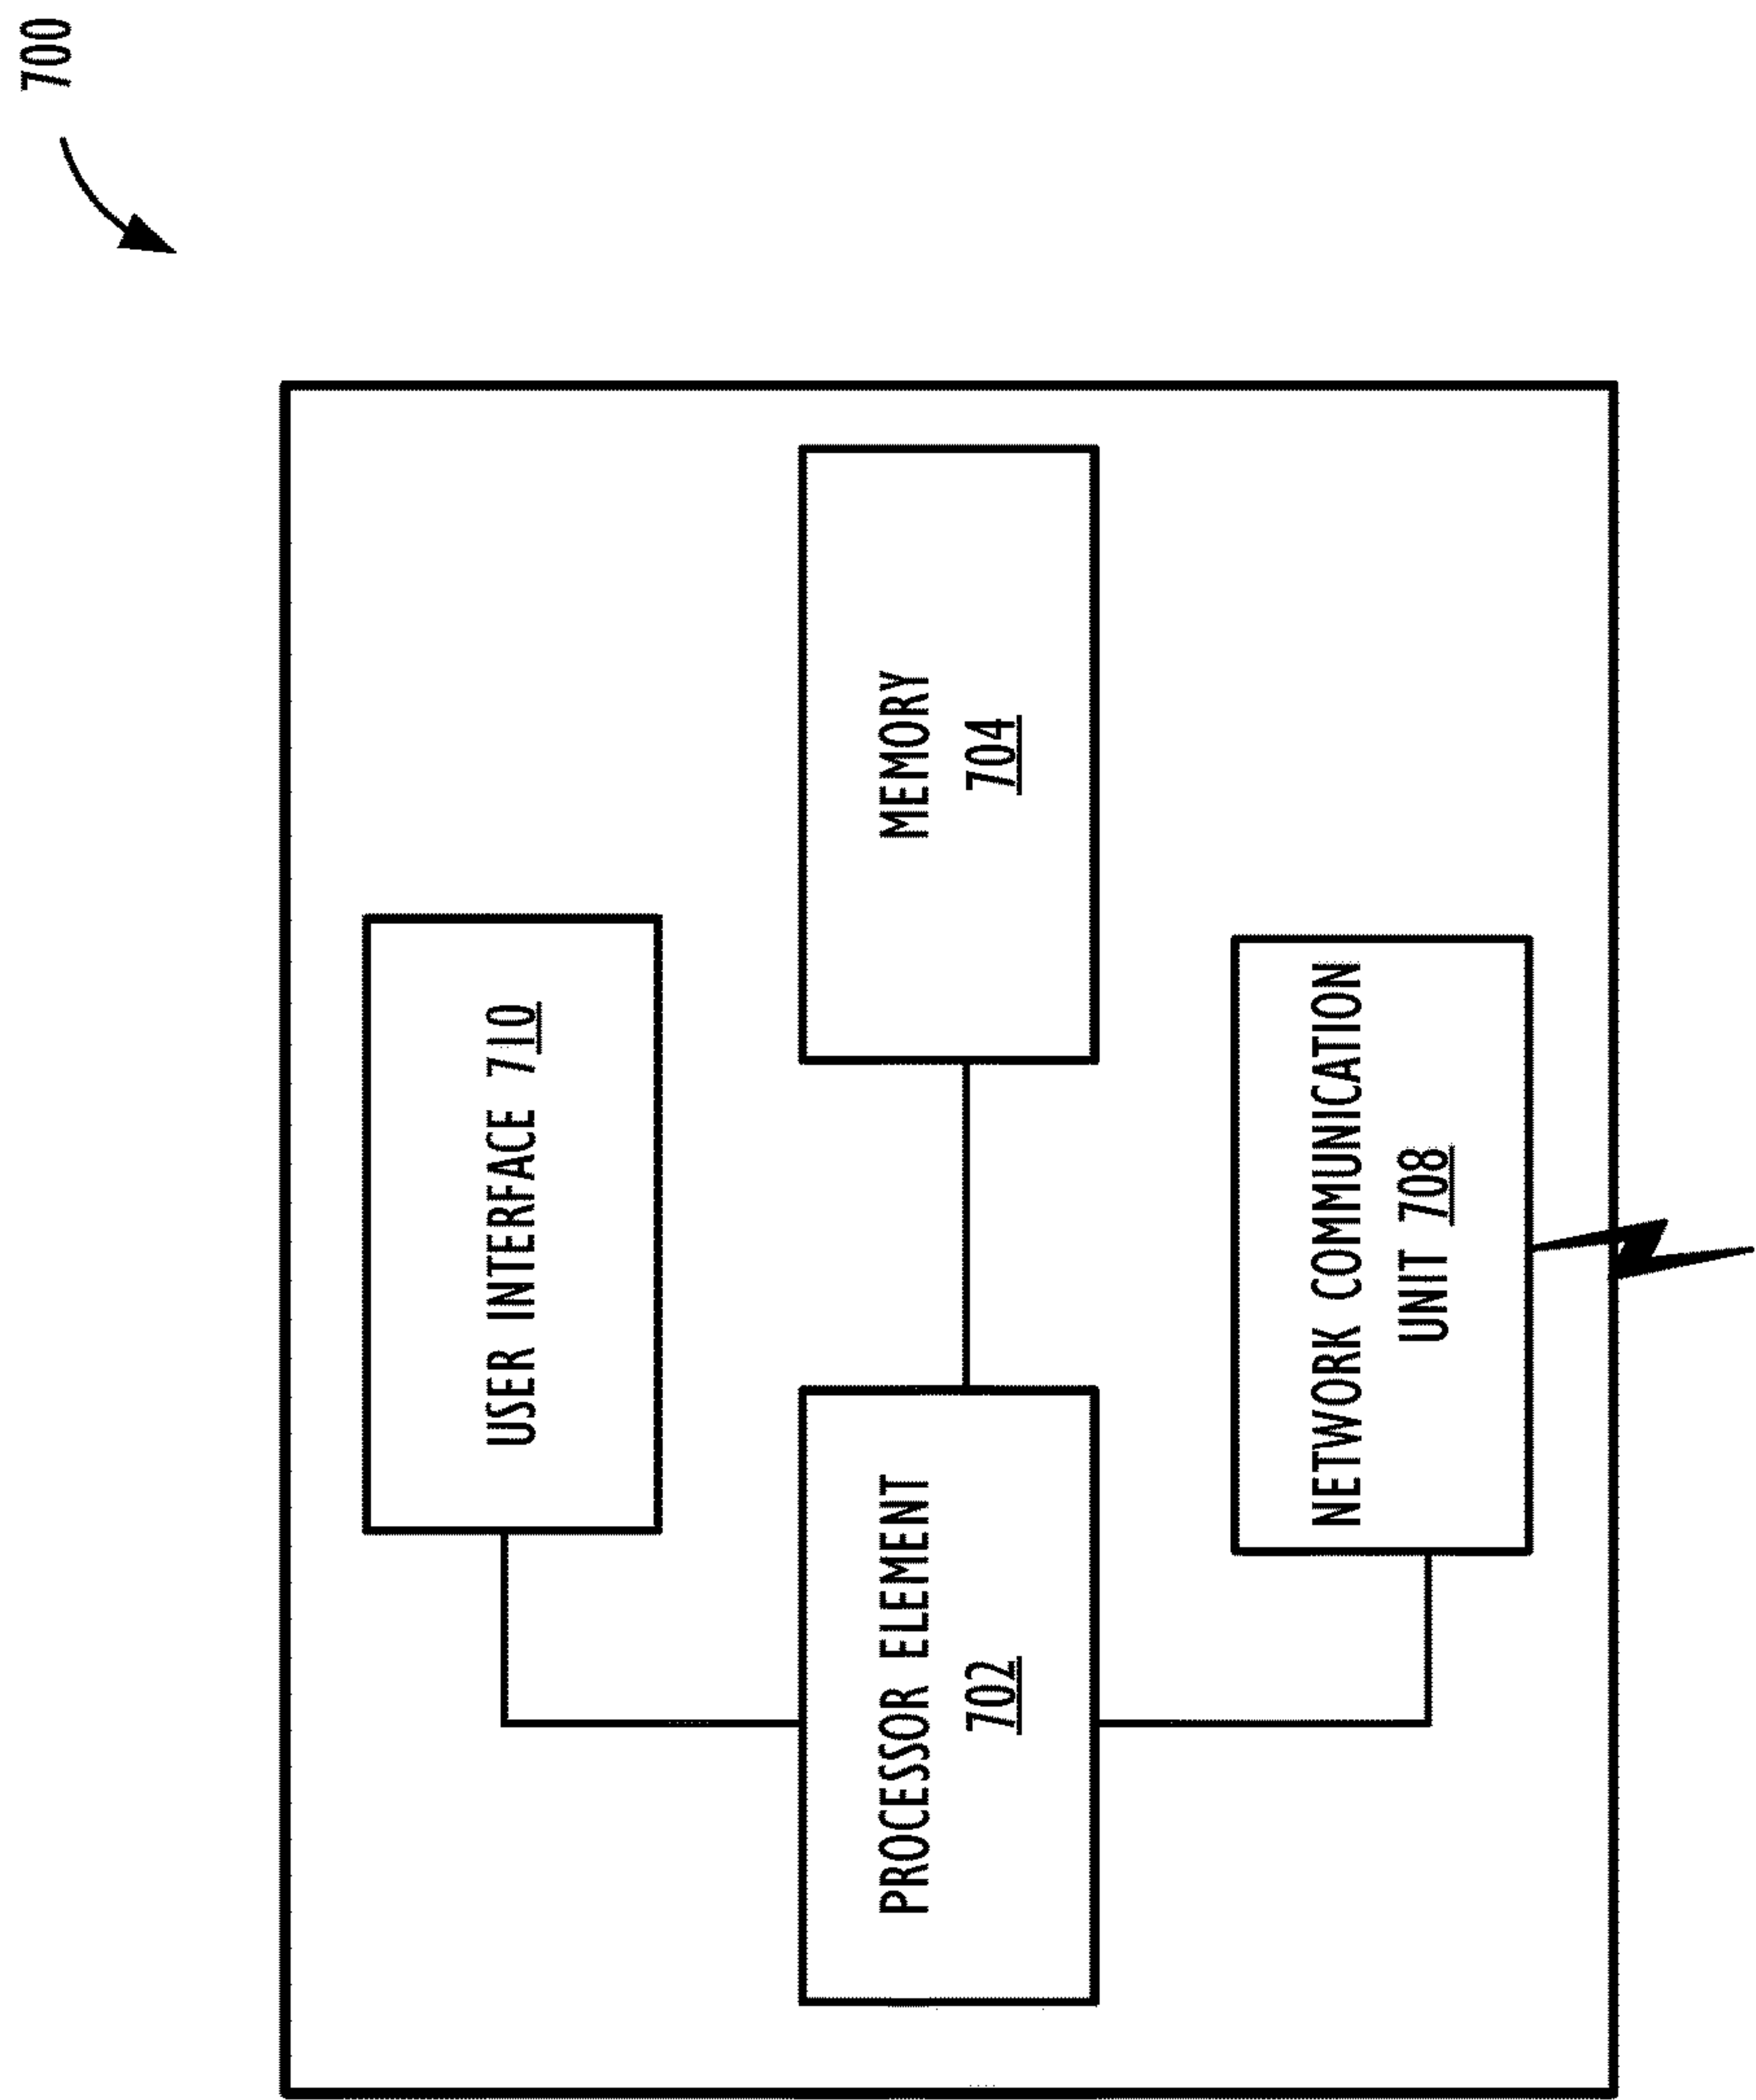 700
USER INTERFACE 710
PROCESSOR ELEMENT
702
MEMORY
704
NETWORK COMMUNICATION
UNIT 708